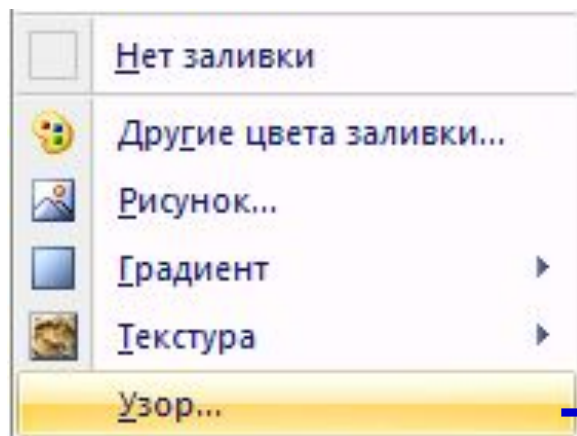 Нет заливки
Другие цвета заливки...
Рисунок...
Градиент
Текстура
Узор...